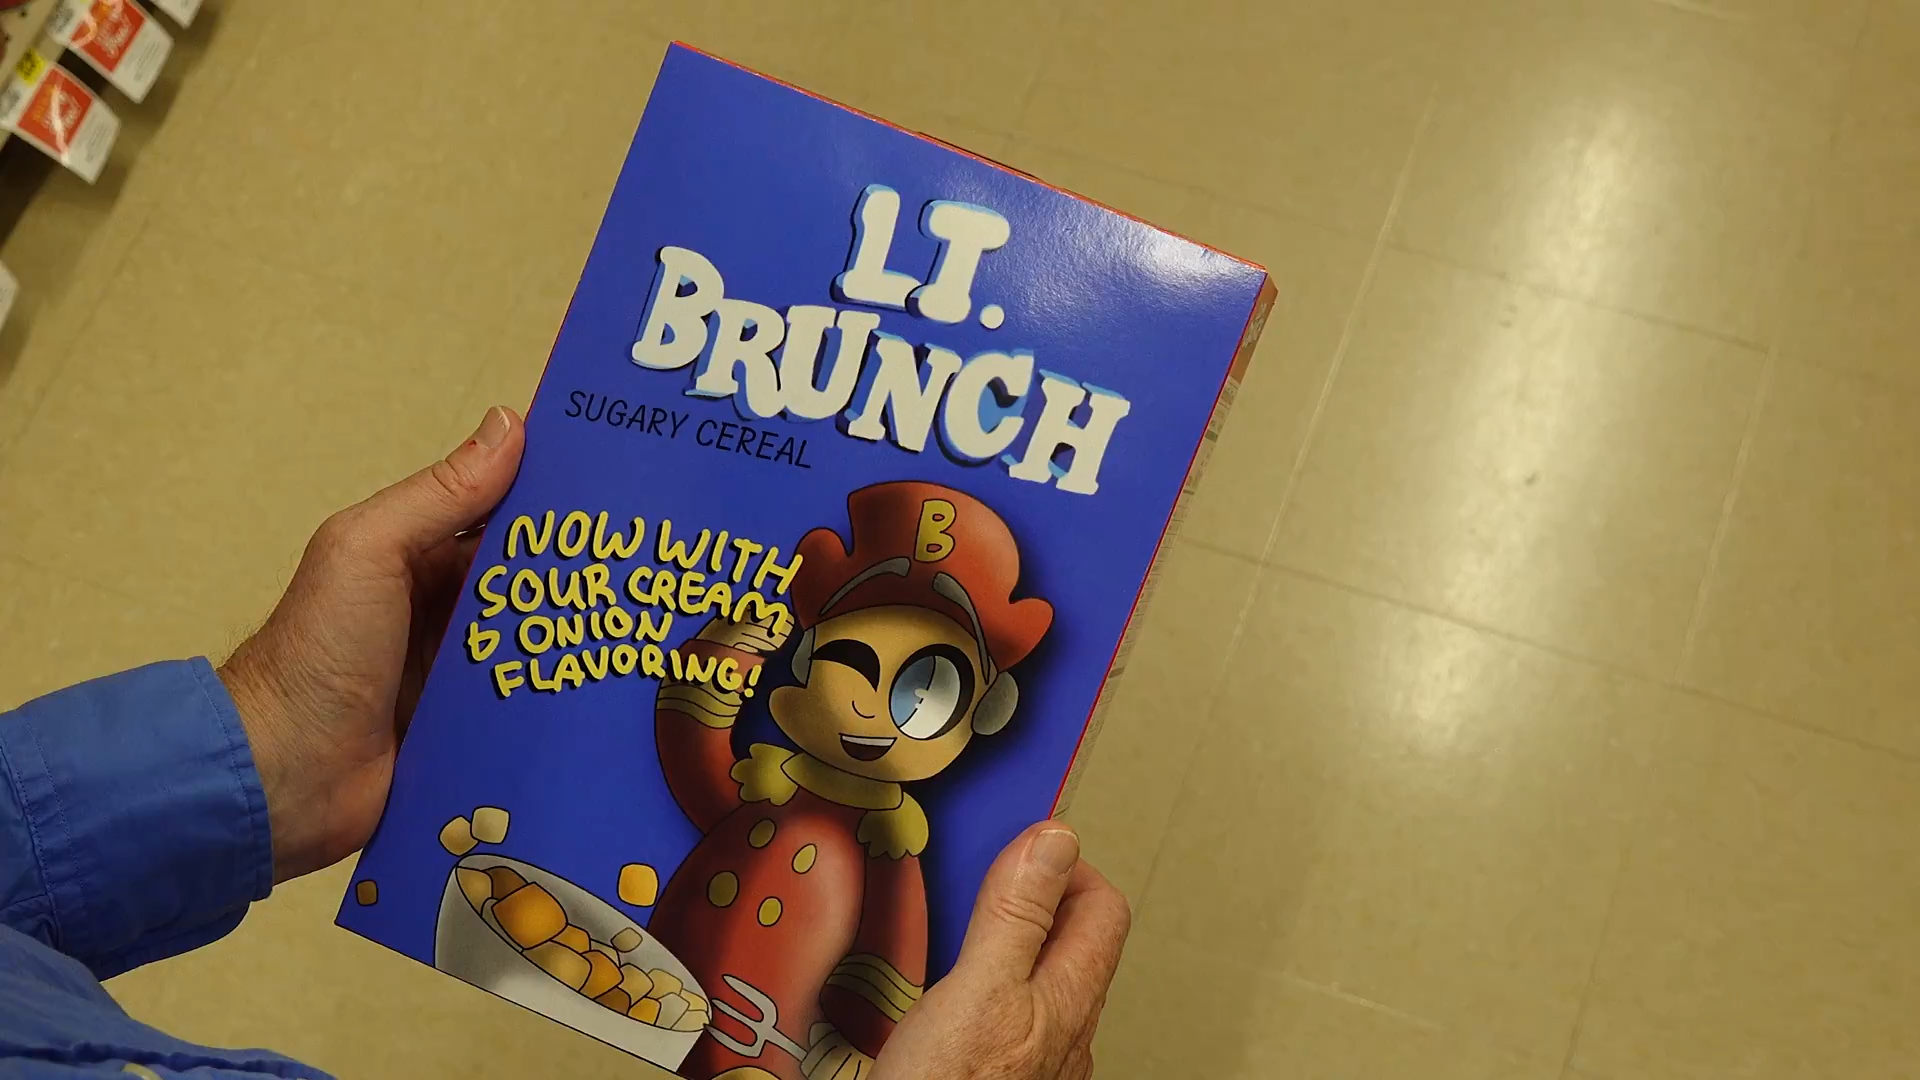 LT.
BRUNCH
SUGARY CEREAL
NOW WITH
SOUR CREAM
& ONION
FLAVORING!
B